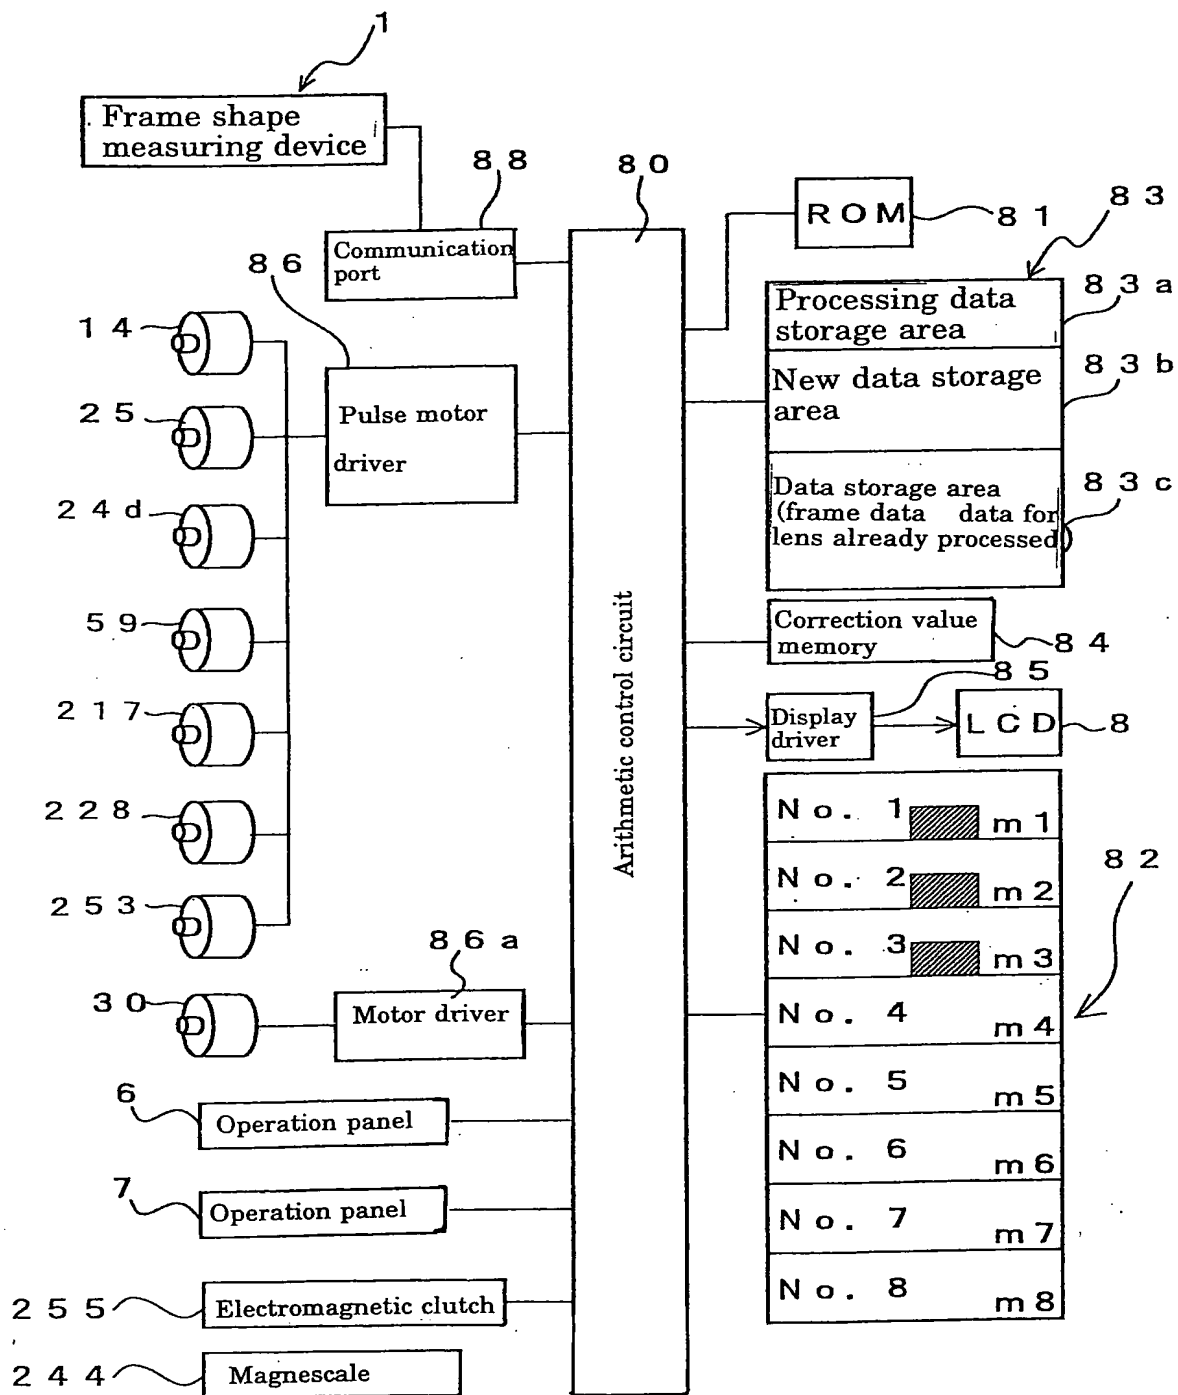 1
Frame shape
measuring device
88
80
Communication
port
86
ROM
81
83
Processing data
storage area
83a
New data storage
area
83b
Data storage area
(frame data data for
lens already processed)
83c
14
25
24d
59
217
228
253
Pulse motor
driver
Arithmetic control circuit
Correction value
memory
84
85
Display
driver
LCD
8
No. 1 m1
No. 2 m2
No. 3 m3
No. 4 m4
No. 5 m5
No. 6 m6
No. 7 m7
No. 8 m8
82
86a
30
Motor driver
6
Operation panel
7
Operation panel
255
Electromagnetic clutch
244
Magnescale